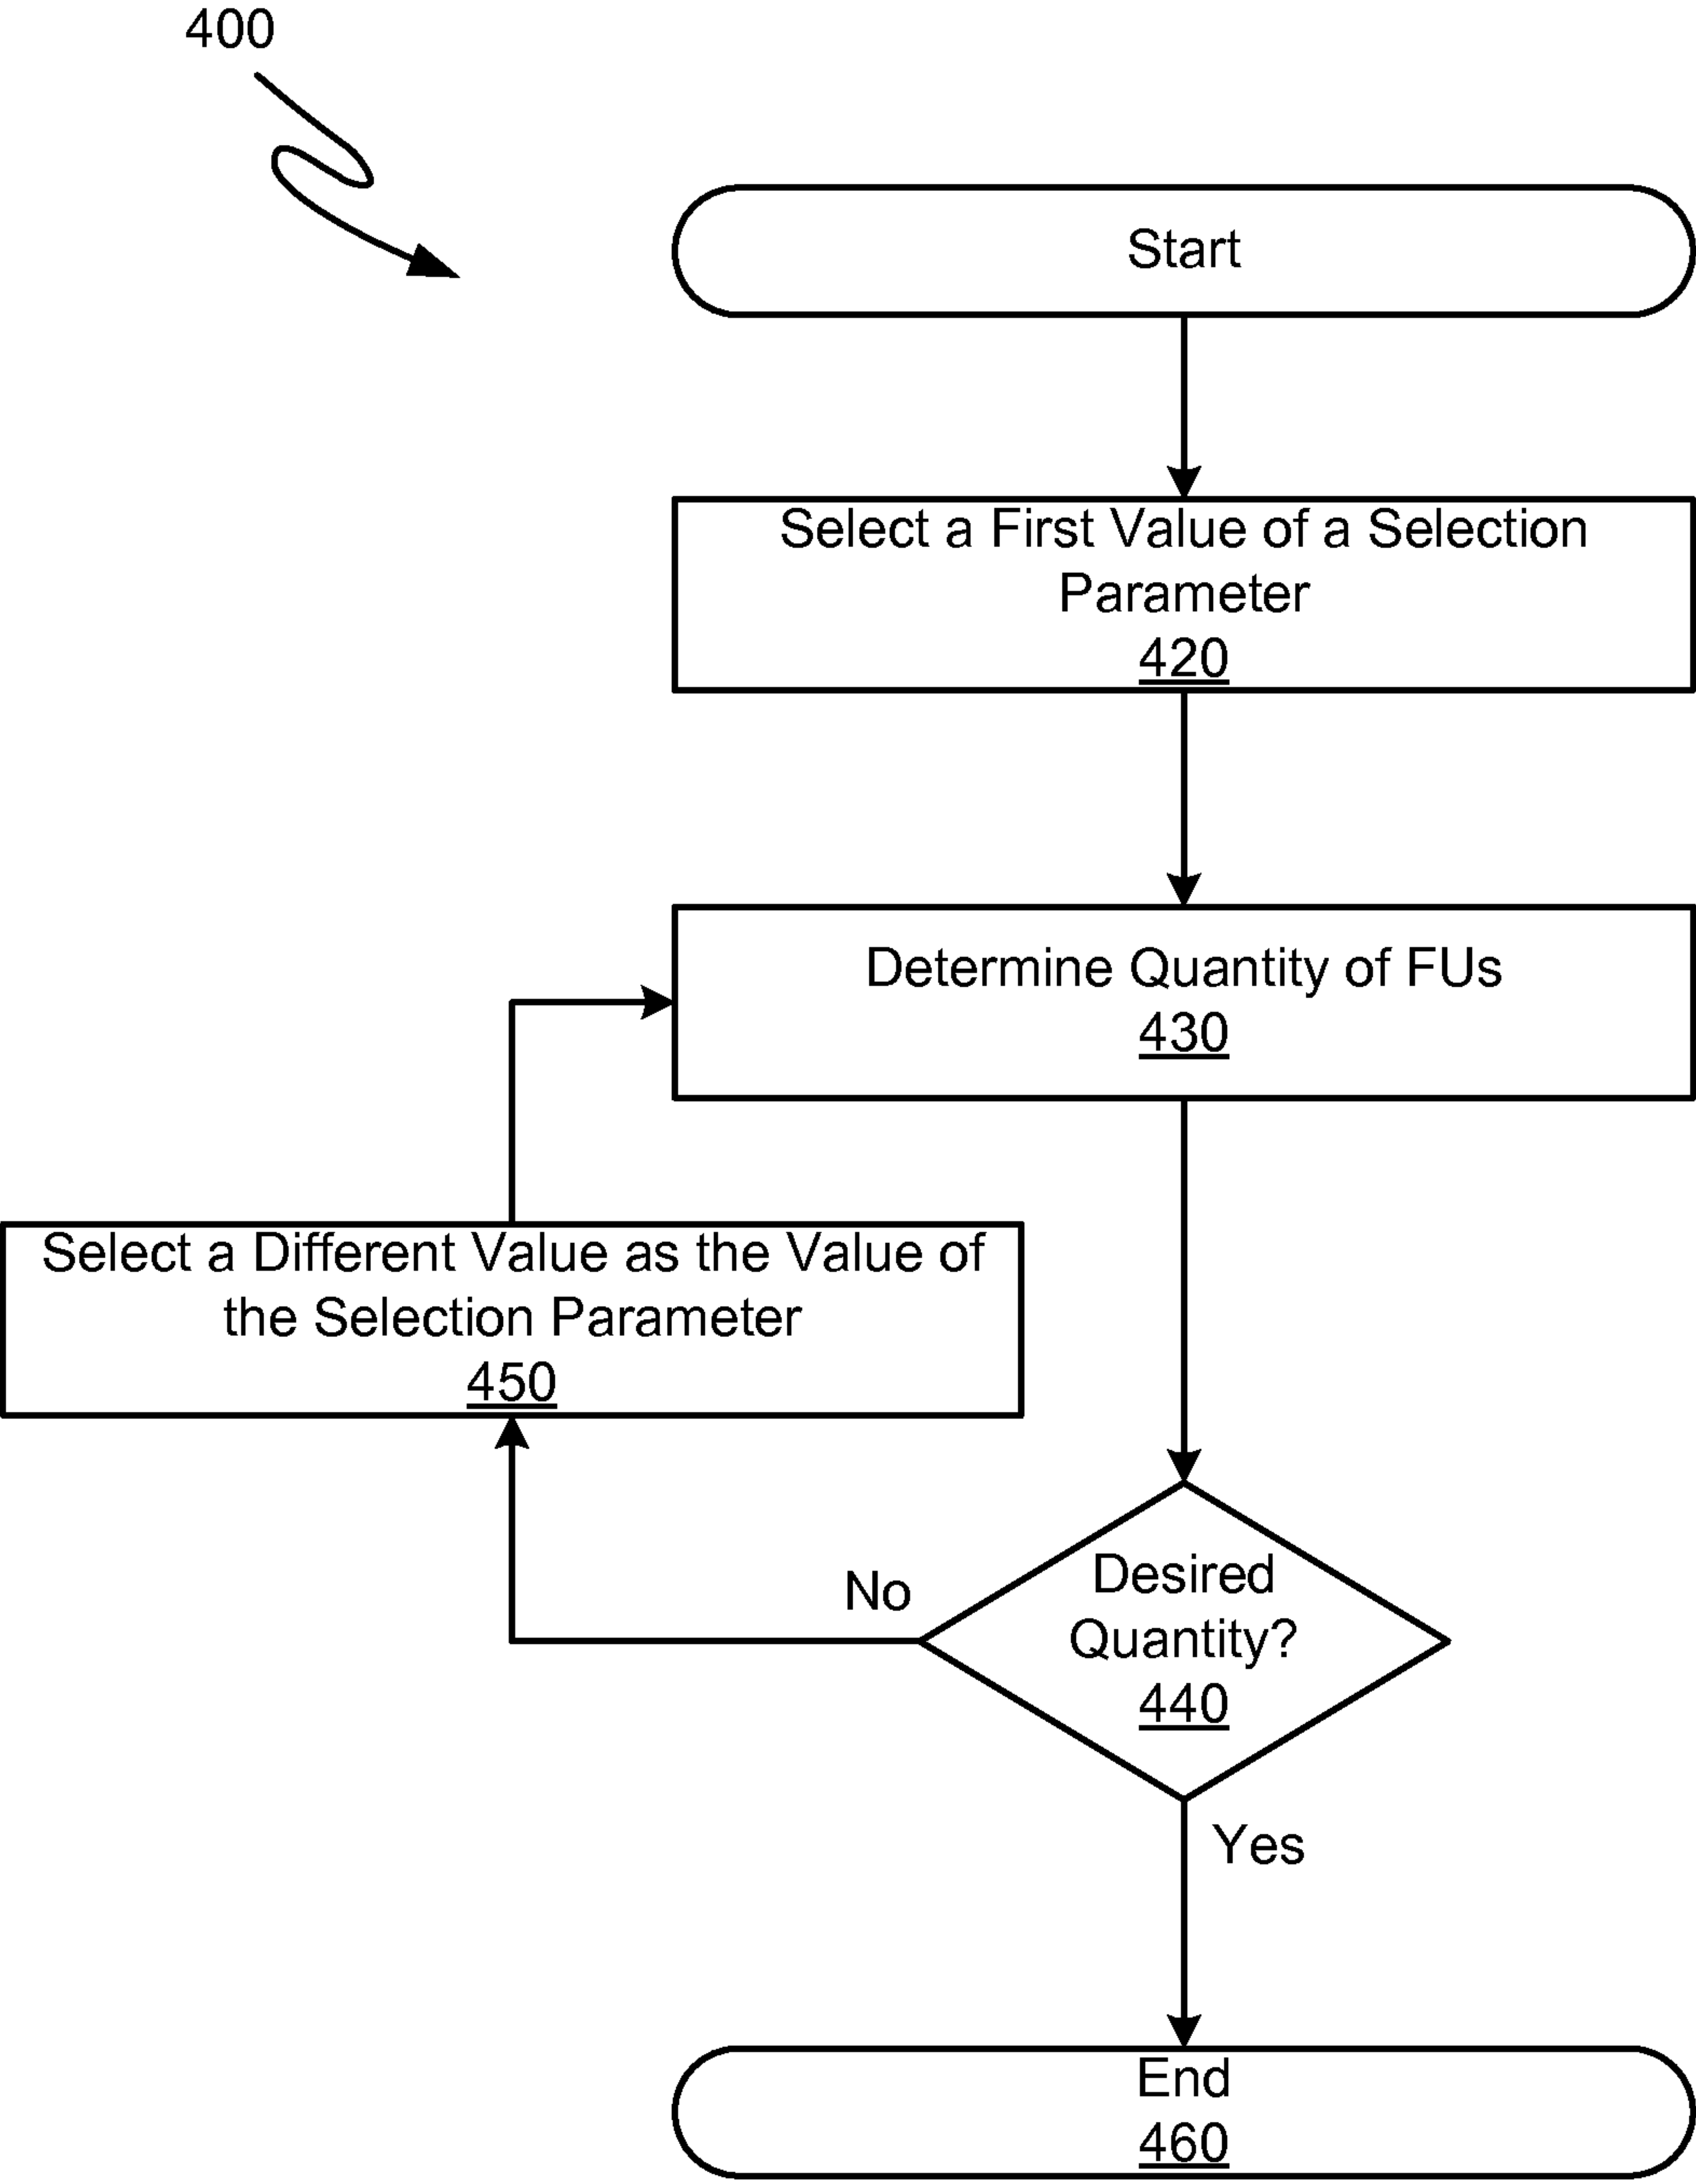 400
Start
Select a First Value of a Selection
Parameter
420
Determine Quantity of FUs
430
Select a Different Value as the Value of
the Selection Parameter
450
Desired
Quantity?
440
No
Yes
End
460